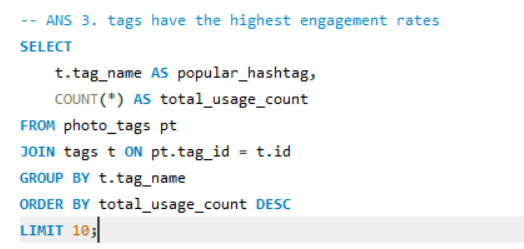 -- ANS 3. tags have the highest engagement rates
SELECT
    t.tag_name AS popular_hashtag,
    COUNT(*) AS total_usage_count
FROM photo_tags pt
JOIN tags t ON pt.tag_id = t.id
GROUP BY t.tag_name
ORDER BY total_usage_count DESC
LIMIT 10;